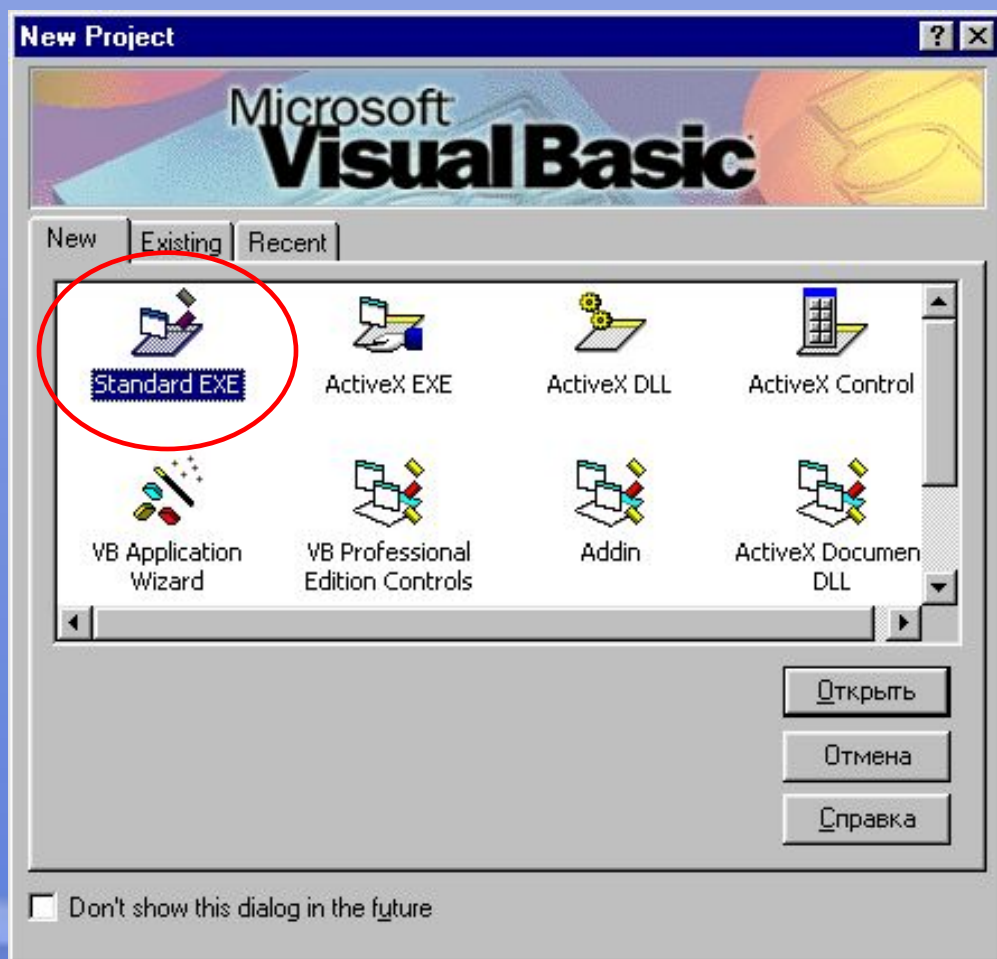 New Project
Microsoft
Visual Basic
New Existing Recent
Standard EXE ActiveX EXE ActiveX DLL ActiveX Control
VB Application VB Professional Addin ActiveX Documen
Wizard Edition Controls DLL
Открыть
Отмена
Справка
Don't show this dialog in the future